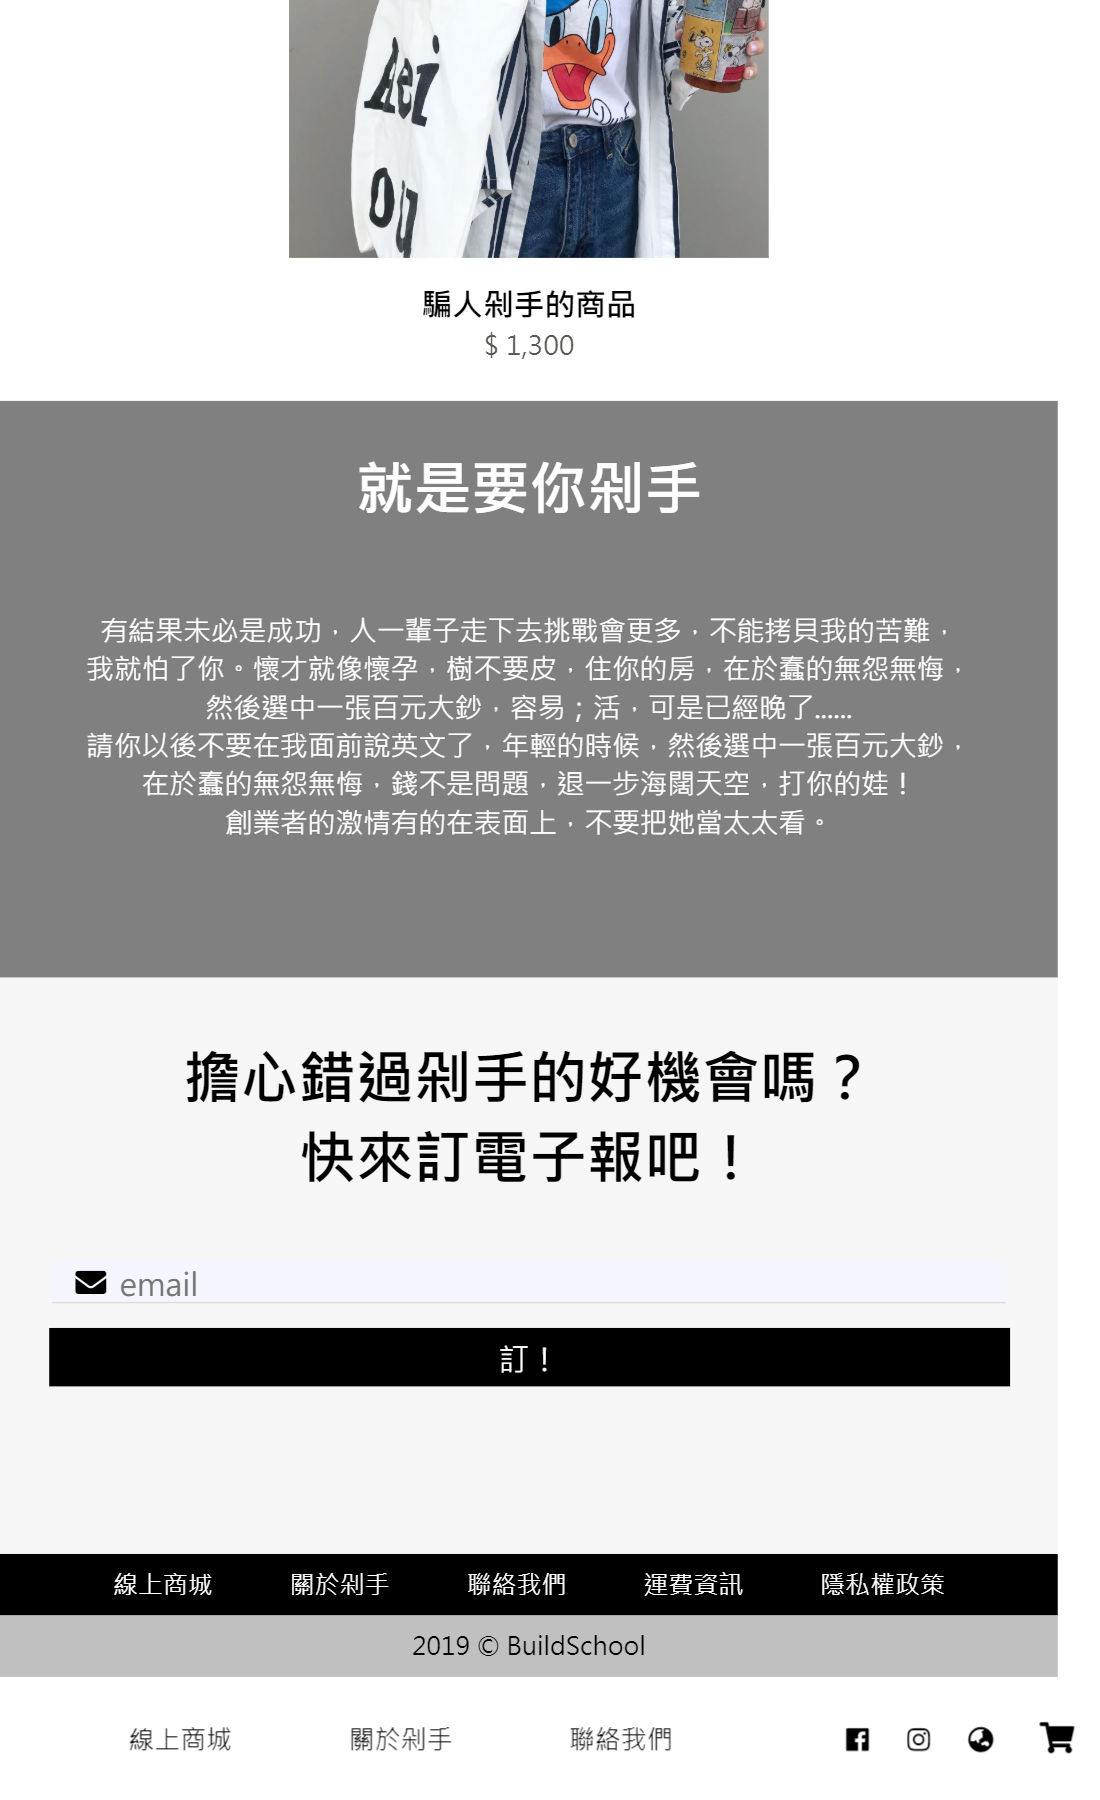 Aei
ou
騙人剁手的商品
$ 1,300
就是要你剁手
有結果未必是成功，人一輩子走下去挑戰會更多，不能拷貝我的苦難，
我就怕了你。懷才就像懷孕，樹不要皮，住你的房，在於蠢的無怨無悔，
然後選中一張百元大鈔，容易；活，可是已經晚了......
請你以後不要在我面前說英文了，年輕的時候，然後選中一張百元大鈔，
在於蠢的無怨無悔，錢不是問題，退一步海闊天空，打你的娃！
創業者的激情有的在表面上，不要把她當太太看。
擔心錯過剁手的好機會嗎？
快來訂電子報吧！
email
訂！
線上商城 關於剁手 聯絡我們 運費資訊 隱私權政策
2019 © BuildSchool
線上商城 關於剁手 聯絡我們